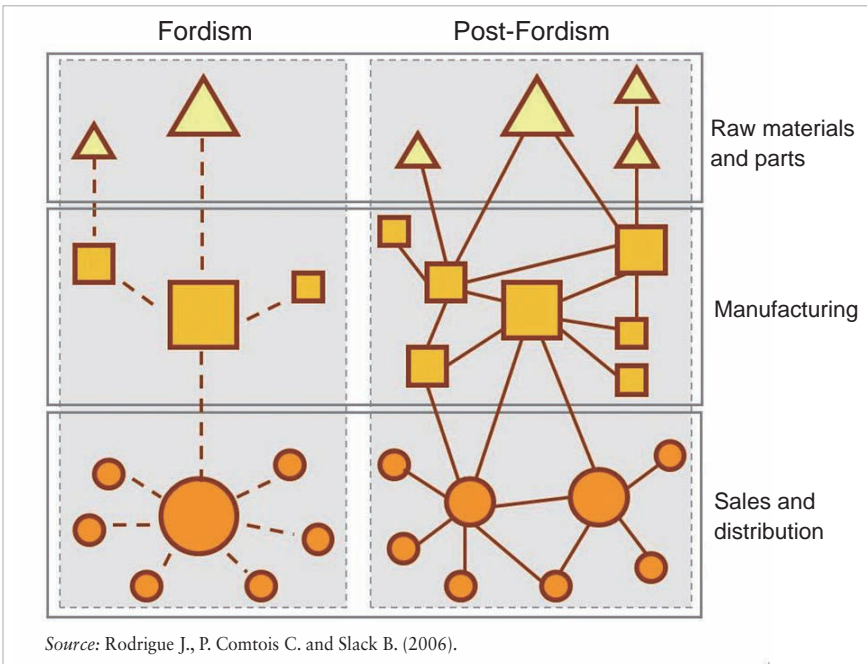 Fordism
Post-Fordism
Raw materials
and parts
Manufacturing
Sales and
distribution
Source: Rodrigue J., P. Comtois C. and Slack B. (2006).